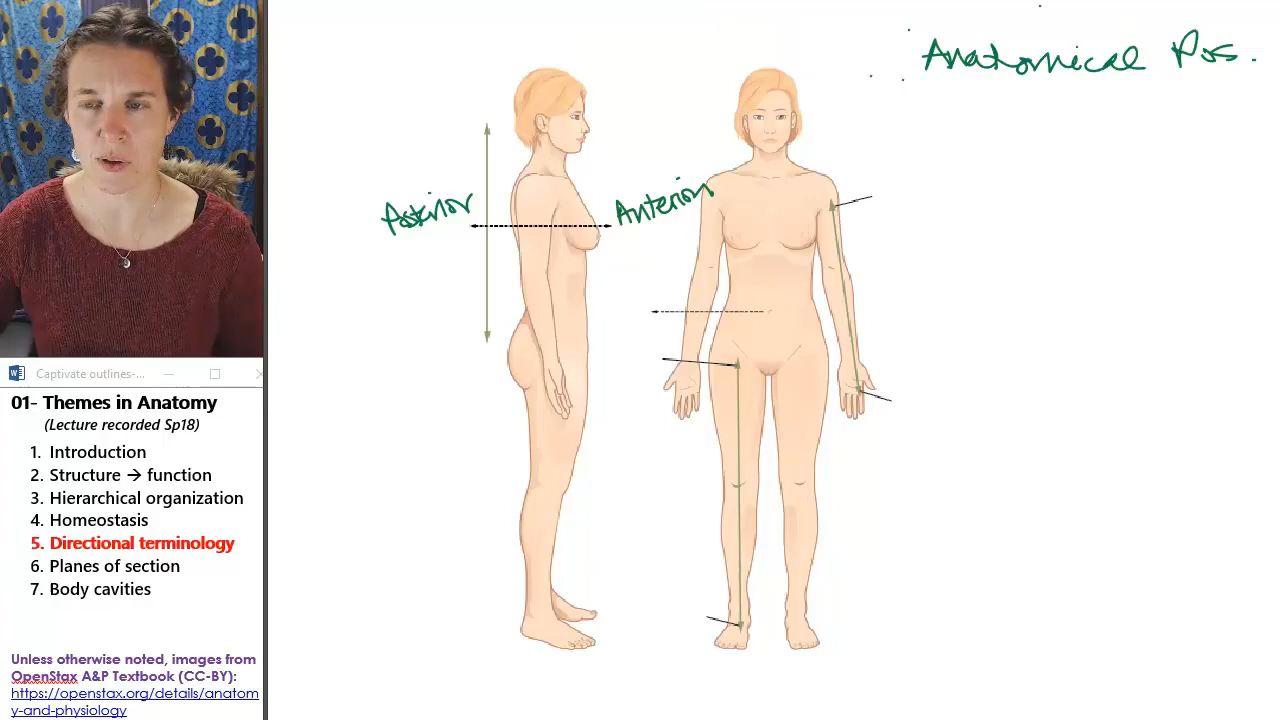 Anatomical Pos.
Posterior
Anterior
Captivate outlines-...
01- Themes in Anatomy
(Lecture recorded Sp18)
1. Introduction
2. Structure → function
3. Hierarchical organization
4. Homeostasis
5. Directional terminology
6. Planes of section
7. Body cavities
Unless otherwise noted, images from
OpenStax A&P Textbook (CC-BY):
https://openstax.org/details/anatom
y-and-physiology